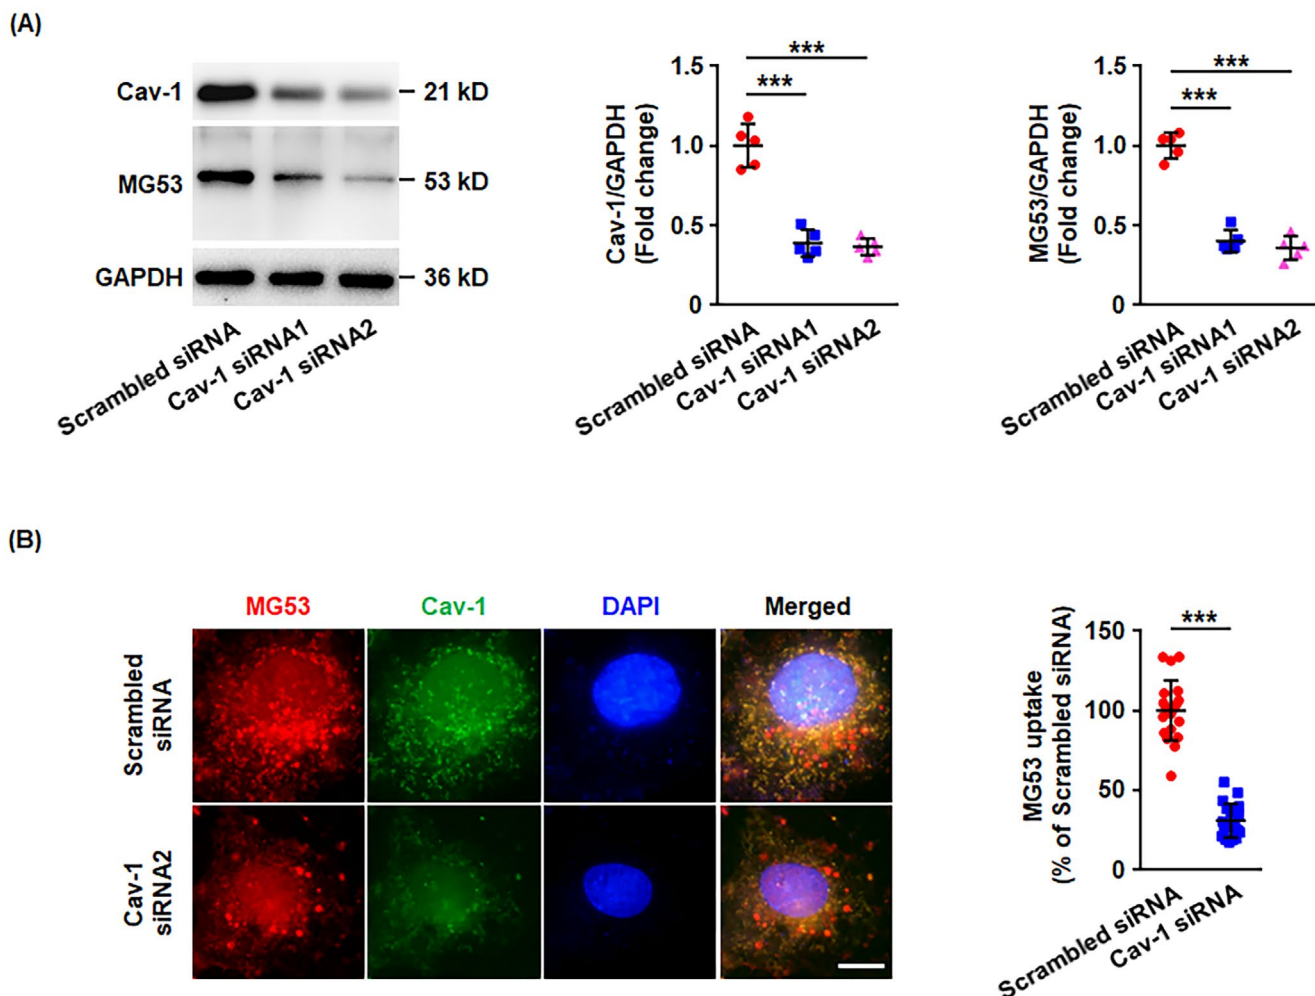 (A)
Cav-1
21 kD
MG53
53 kD
GAPDH
36 kD
Scrambled siRNA
Cav-1 siRNA1
Cav-1 siRNA2
Cav-1/GAPDH
(Fold change)
1.5
1.0
0.5
0
***
***
Scrambled siRNA
Cav-1 siRNA1
Cav-1 siRNA2
MG53/GAPDH
(Fold change)
1.5
1.0
0.5
0
***
***
Scrambled siRNA
Cav-1 siRNA1
Cav-1 siRNA2
(B)
MG53
Cav-1
DAPI
Merged
Scrambled
siRNA
Cav-1
siRNA2
MG53 uptake
(% of Scrambled siRNA)
150
100
50
0
***
Scrambled siRNA
Cav-1 siRNA